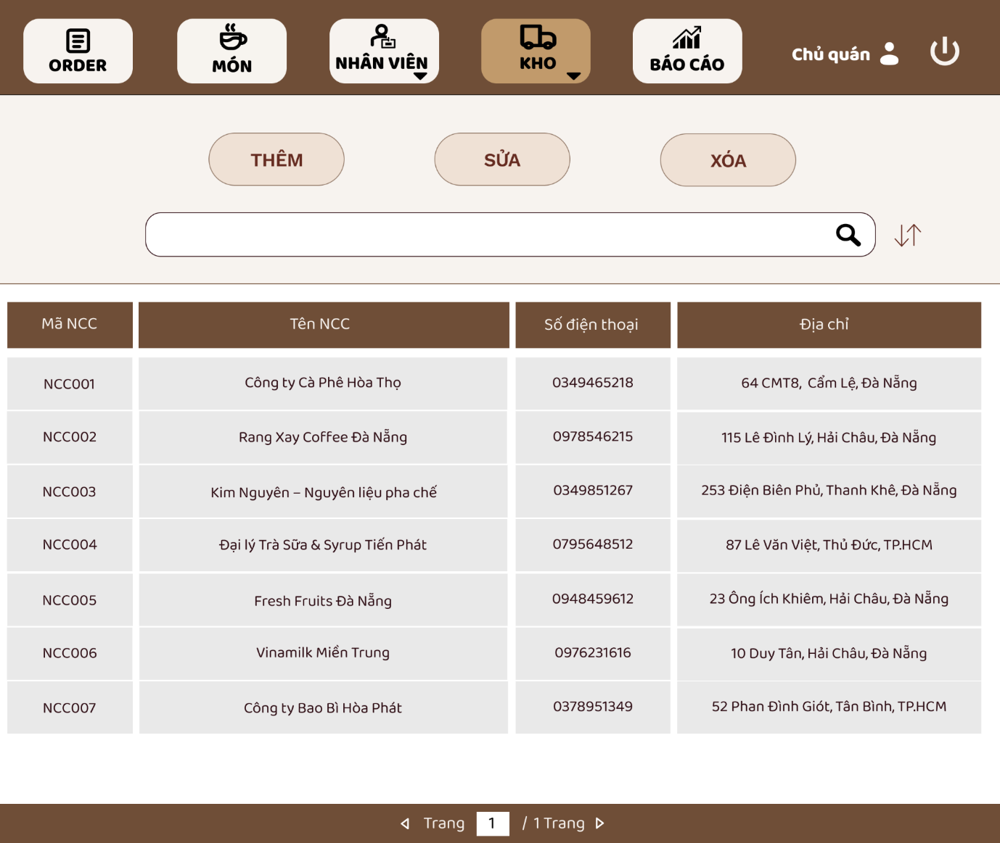 ORDER
MÓN
NHÂN VIÊN
KHO
BÁO CÁO
Chủ quán
THÊM
SỬA
XÓA
Mã NCC Tên NCC Số điện thoại Địa chỉ
NCC001 Công ty Cà Phê Hòa Thọ 0349465218 64 CMT8, Cẩm Lệ, Đà Nẵng
NCC002 Rang Xay Coffee Đà Nẵng 0978546215 115 Lê Đình Lý, Hải Châu, Đà Nẵng
NCC003 Kim Nguyên – Nguyên liệu pha chế 0349851267 253 Điện Biên Phủ, Thanh Khê, Đà Nẵng
NCC004 Đại lý Trà Sữa & Syrup Tiến Phát 0795648512 87 Lê Văn Việt, Thủ Đức, TP.HCM
NCC005 Fresh Fruits Đà Nẵng 0948459612 23 Ông Ích Khiêm, Hải Châu, Đà Nẵng
NCC006 Vinamilk Miền Trung 0976231616 10 Duy Tân, Hải Châu, Đà Nẵng
NCC007 Công ty Bao Bì Hòa Phát 0378951349 52 Phan Đình Giót, Tân Bình, TP.HCM
Trang 1 / 1 Trang